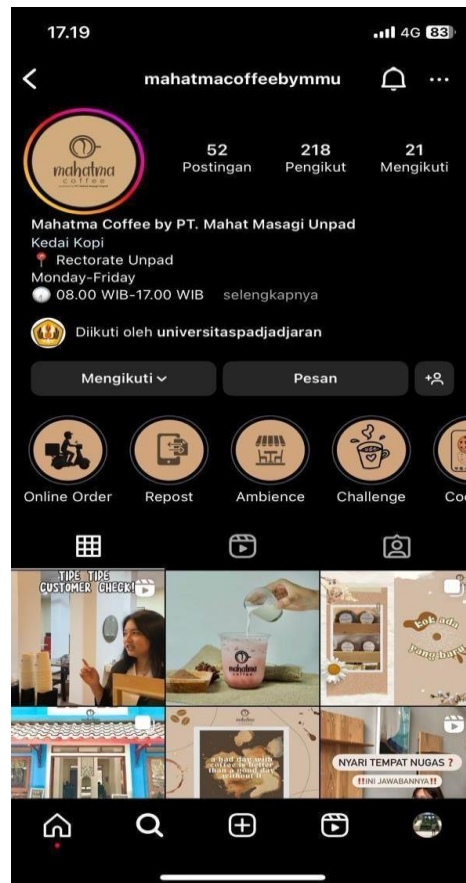 17.19
4G 83
mahatmacoffeebymmu
mahatma
coffee
52 218 21
Postingan Pengikut Mengikuti
Mahatma Coffee by PT. Mahat Masagi Unpad
Kedai Kopi
📍 Rectorate Unpad
Monday-Friday
🕗 08.00 WIB-17.00 WIB selengkapnya
Diikuti oleh universitaspadjadjaran
Mengikuti
Pesan
Online Order Repost Ambience Challenge Co
TIPE TIPE
CUSTOMER CHECK!
mahatma
coffee
kok ada
yang baru
mahatma
a bad day with
coffee is better
than a good day
without it
NYARI TEMPAT NUGAS ?
!!INI JAWABANNYA!!